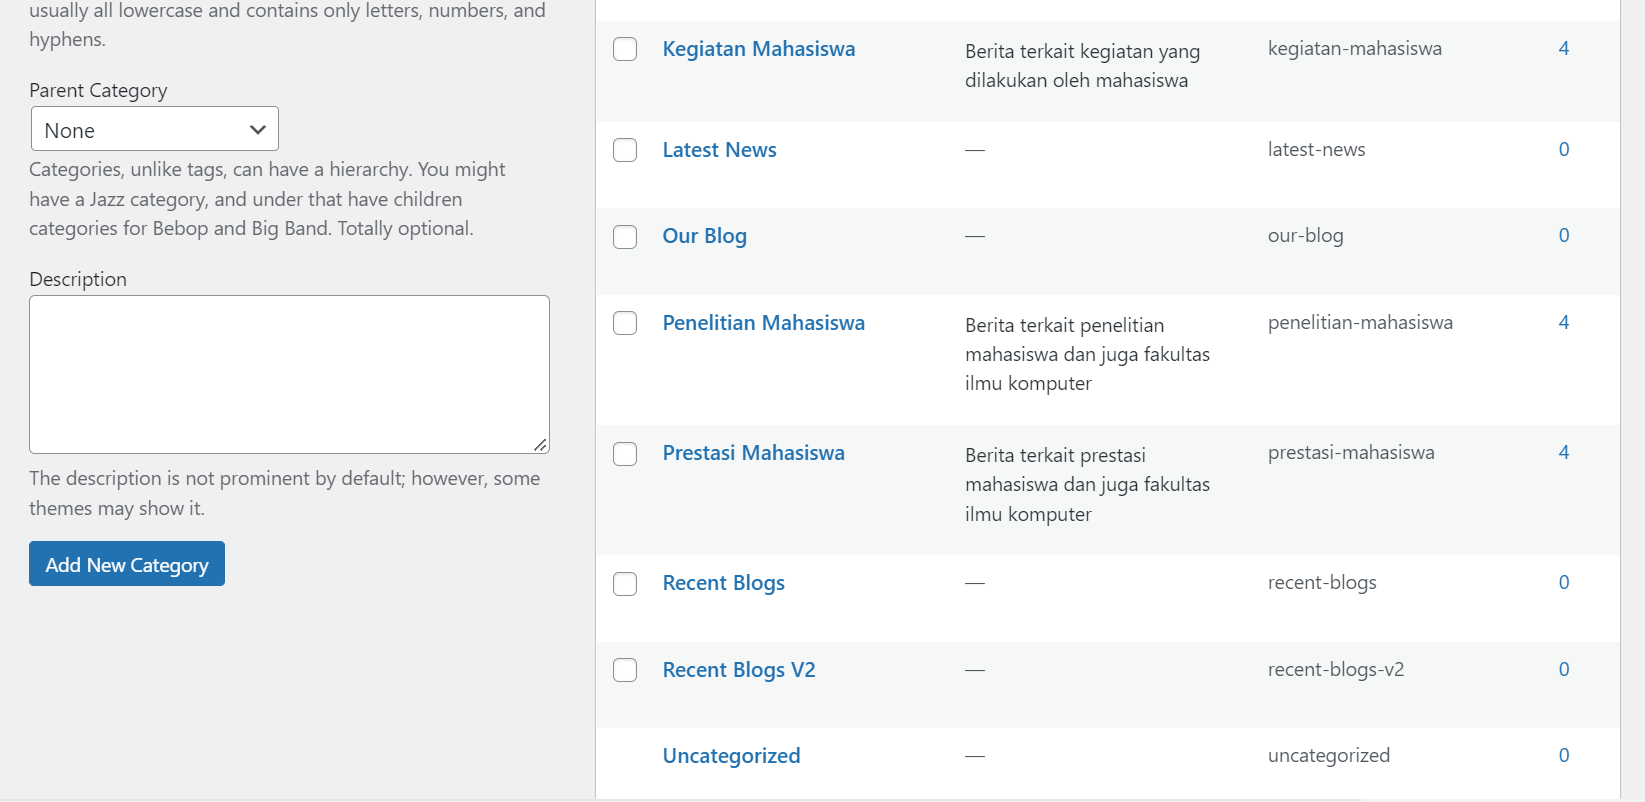 usually all lowercase and contains only letters, numbers, and
hyphens.
Parent Category
None
Categories, unlike tags, can have a hierarchy. You might
have a Jazz category, and under that have children
categories for Bebop and Big Band. Totally optional.
Description
The description is not prominent by default; however, some
themes may show it.
Add New Category
Kegiatan Mahasiswa
Berita terkait kegiatan yang
dilakukan oleh mahasiswa
kegiatan-mahasiswa
4
Latest News
—
latest-news
0
Our Blog
—
our-blog
0
Penelitian Mahasiswa
Berita terkait penelitian
mahasiswa dan juga fakultas
ilmu komputer
penelitian-mahasiswa
4
Prestasi Mahasiswa
Berita terkait prestasi
mahasiswa dan juga fakultas
ilmu komputer
prestasi-mahasiswa
4
Recent Blogs
—
recent-blogs
0
Recent Blogs V2
—
recent-blogs-v2
0
Uncategorized
—
uncategorized
0